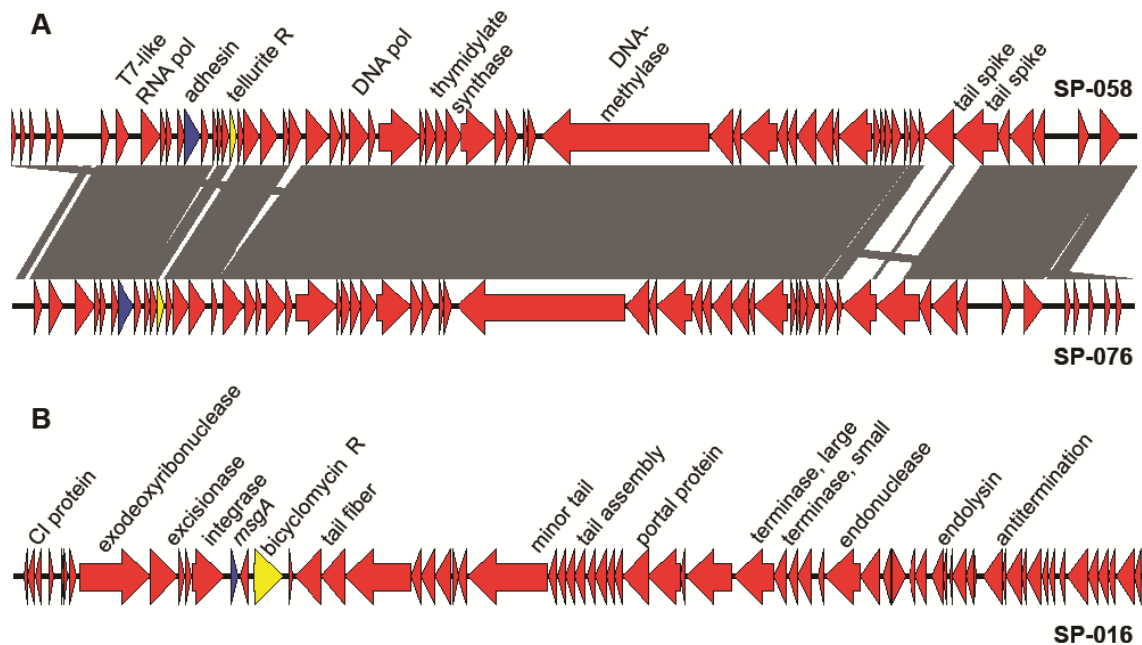 A
T7-like
RNA pol
adhesin
tellurite R
DNA pol
thymidylate
synthase
DNA-
methylase
tail spike
tail spike
SP-058
SP-076
B
CI protein
exodeoxyribonuclease
excisionase
integrase
msgA
bicyclomycin R
tail fiber
minor tail
tail assembly
portal protein
terminase, large
terminase, small
endonuclease
endolysin
antitermination
SP-016